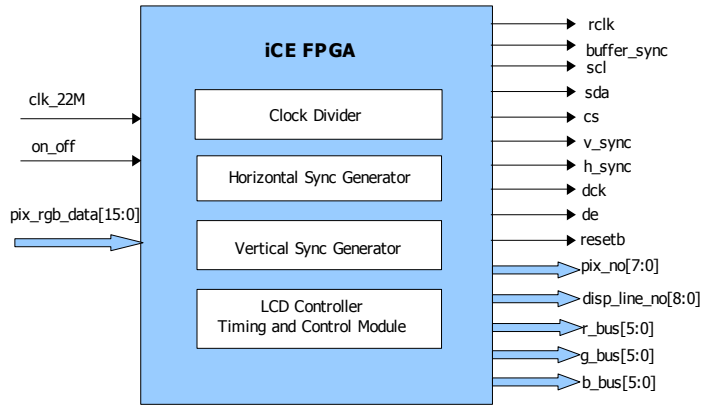 iCE FPGA
clk_22M
on_off
pix_rgb_data[15:0]
Clock Divider
Horizontal Sync Generator
Vertical Sync Generator
LCD Controller
Timing and Control Module
rclk
buffer_sync
scl
sda
cs
v_sync
h_sync
dck
de
resetb
pix_no[7:0]
disp_line_no[8:0]
r_bus[5:0]
g_bus[5:0]
b_bus[5:0]